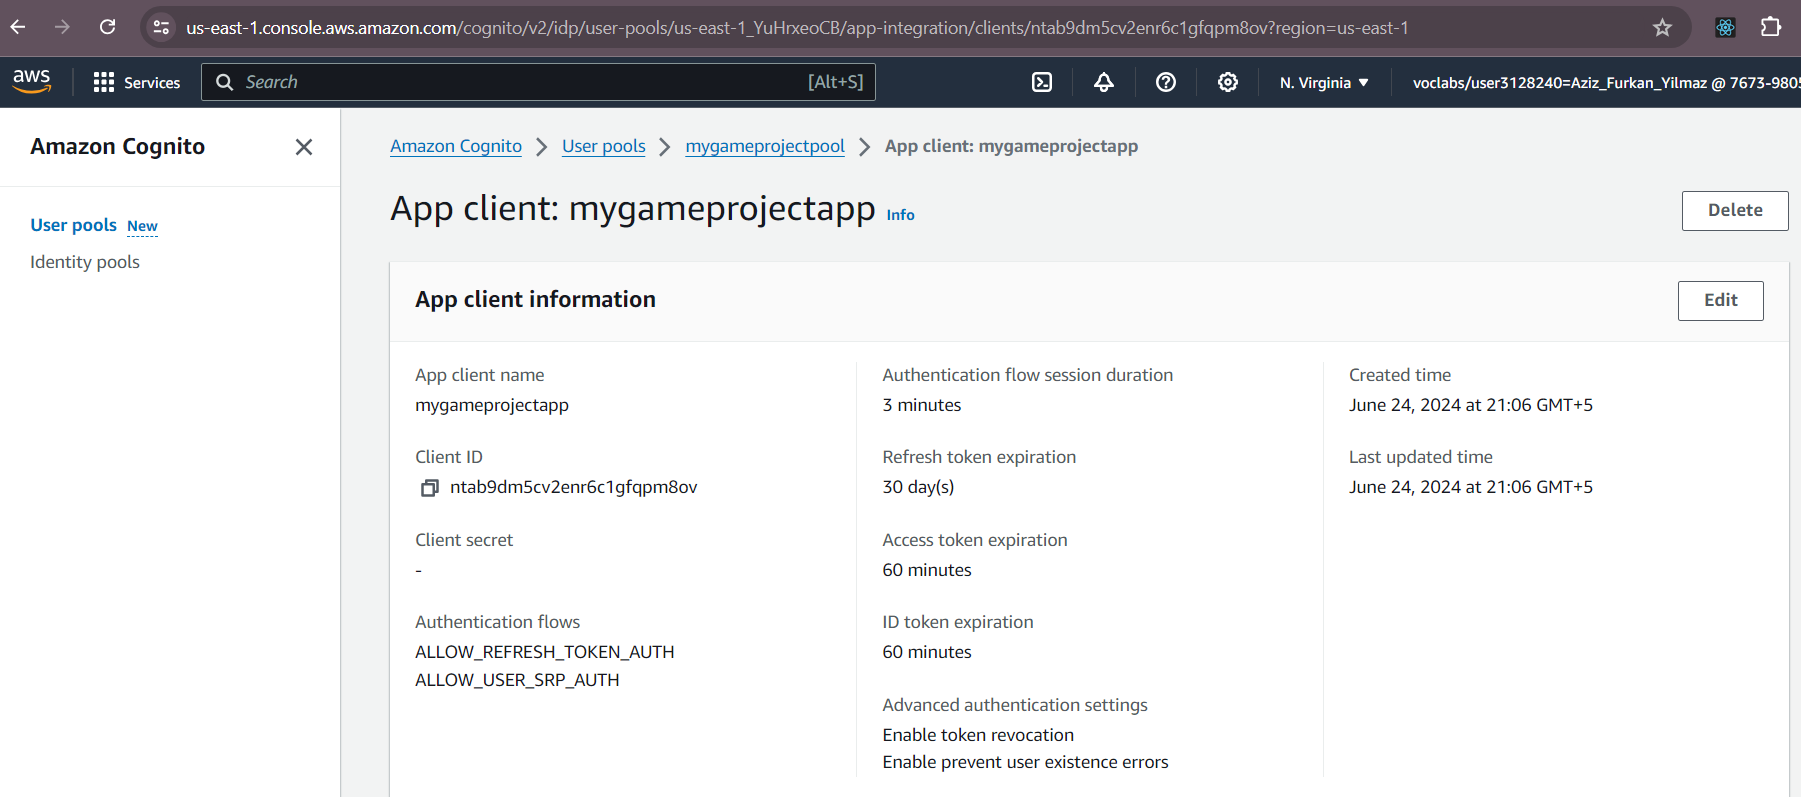 us-east-1.console.aws.amazon.com/cognito/v2/idp/user-pools/us-east-1_YuHrxeoCB/app-integration/clients/ntab9dm5cv2enr6c1gfqpm8ov?region=us-east-1
aws Services Search [Alt+S] N. Virginia voclabs/user3128240=Aziz_Furkan_Yilmaz @ 7673-9805
Amazon Cognito
User pools New
Identity pools
Amazon Cognito User pools mygameprojectpool App client: mygameprojectapp
App client: mygameprojectapp Info
Delete
App client information
Edit
App client name
mygameprojectapp
Client ID
ntab9dm5cv2enr6c1gfqpm8ov
Client secret
-
Authentication flows
ALLOW_REFRESH_TOKEN_AUTH
ALLOW_USER_SRP_AUTH
Authentication flow session duration
3 minutes
Refresh token expiration
30 day(s)
Access token expiration
60 minutes
ID token expiration
60 minutes
Advanced authentication settings
Enable token revocation
Enable prevent user existence errors
Created time
June 24, 2024 at 21:06 GMT+5
Last updated time
June 24, 2024 at 21:06 GMT+5